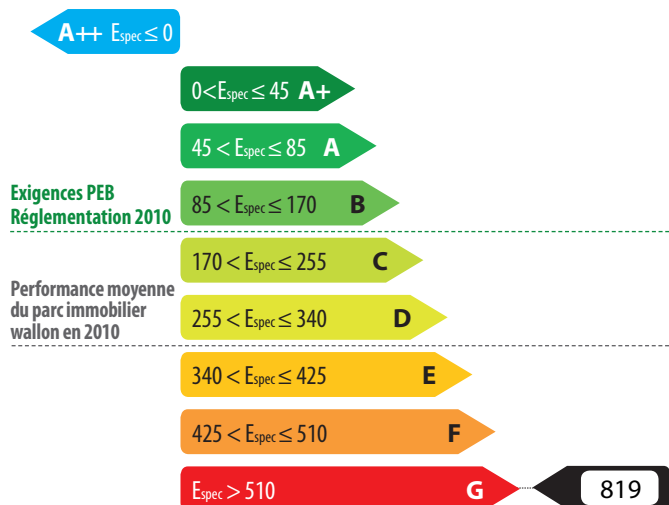 A++ Espec ≤ 0
0<Espec ≤ 45 A+
45 < Espec ≤ 85 A
Exigences PEB
Réglementation 2010
85 < Espec ≤ 170 B
170 < Espec ≤ 255 C
Performance moyenne
du parc immobilier
wallon en 2010
255 < Espec ≤ 340 D
340 < Espec ≤ 425 E
425 < Espec ≤ 510 F
Espec > 510 G 819